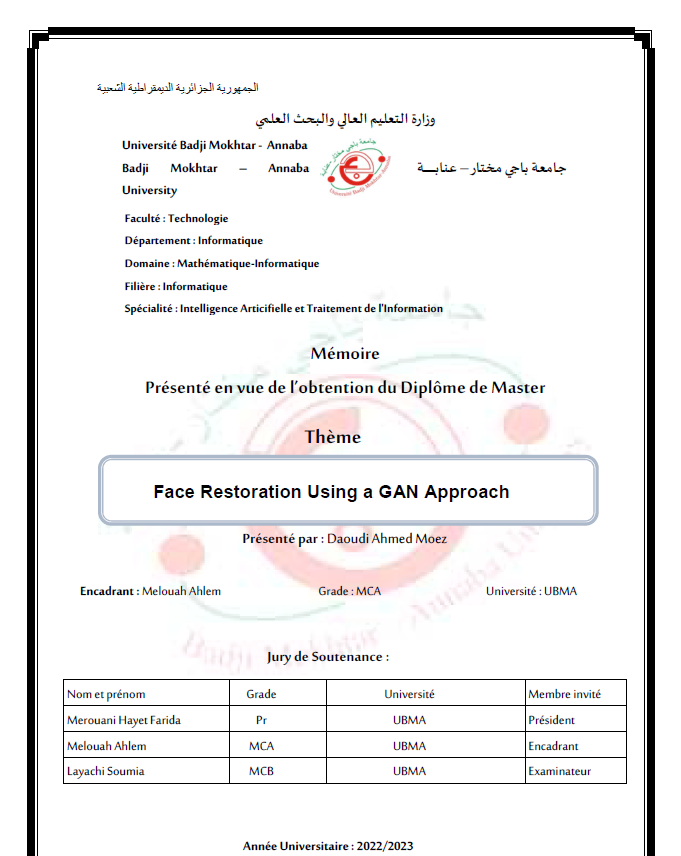 الجمهورية الجزائرية الديمقراطية الشعبية
وزارة التعليم العالي والبحث العلمي
Université Badji Mokhtar - Annaba
Badji Mokhtar – Annaba
University
جامعة باجي مختار – عنابـــة
Faculté : Technologie
Département : Informatique
Domaine : Mathématique-Informatique
Filière : Informatique
Spécialité : Intelligence Articifielle et Traitement de l'Information
Mémoire
Présenté en vue de l'obtention du Diplôme de Master
Thème
Face Restoration Using a GAN Approach
Présenté par : Daoudi Ahmed Moez
Encadrant : Melouah Ahlem Grade : MCA Université : UBMA
Jury de Soutenance :
Nom et prénom Grade Université Membre invité
Merouani Hayet Farida Pr UBMA Président
Melouah Ahlem MCA UBMA Encadrant
Layachi Soumia MCB UBMA Examinateur
Année Universitaire : 2022/2023